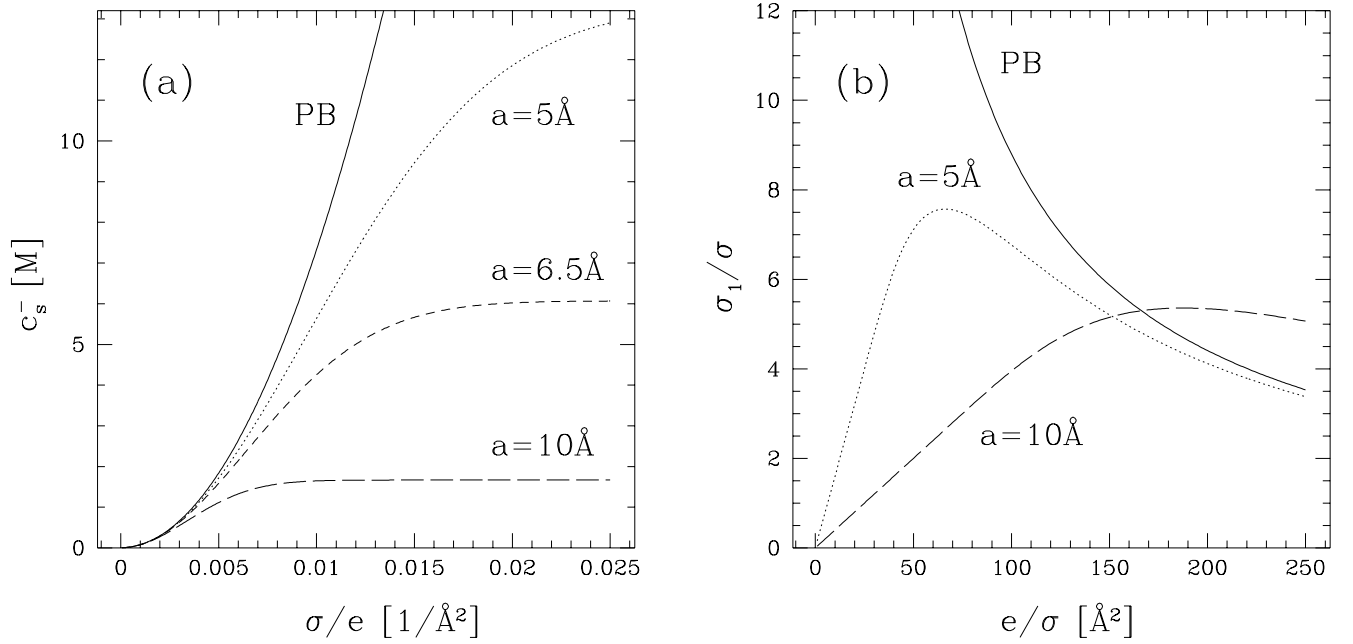 (a)
PB
a=5Å
a=6.5Å
a=10Å
10
5
0
0 0.005 0.01 0.015 0.02 0.025
c_s^- [M]
σ/e [1/Å²]
(b)
PB
a=5Å
a=10Å
12
10
8
6
4
2
0
0 50 100 150 200 250
σ₁/σ
e/σ [Å²]